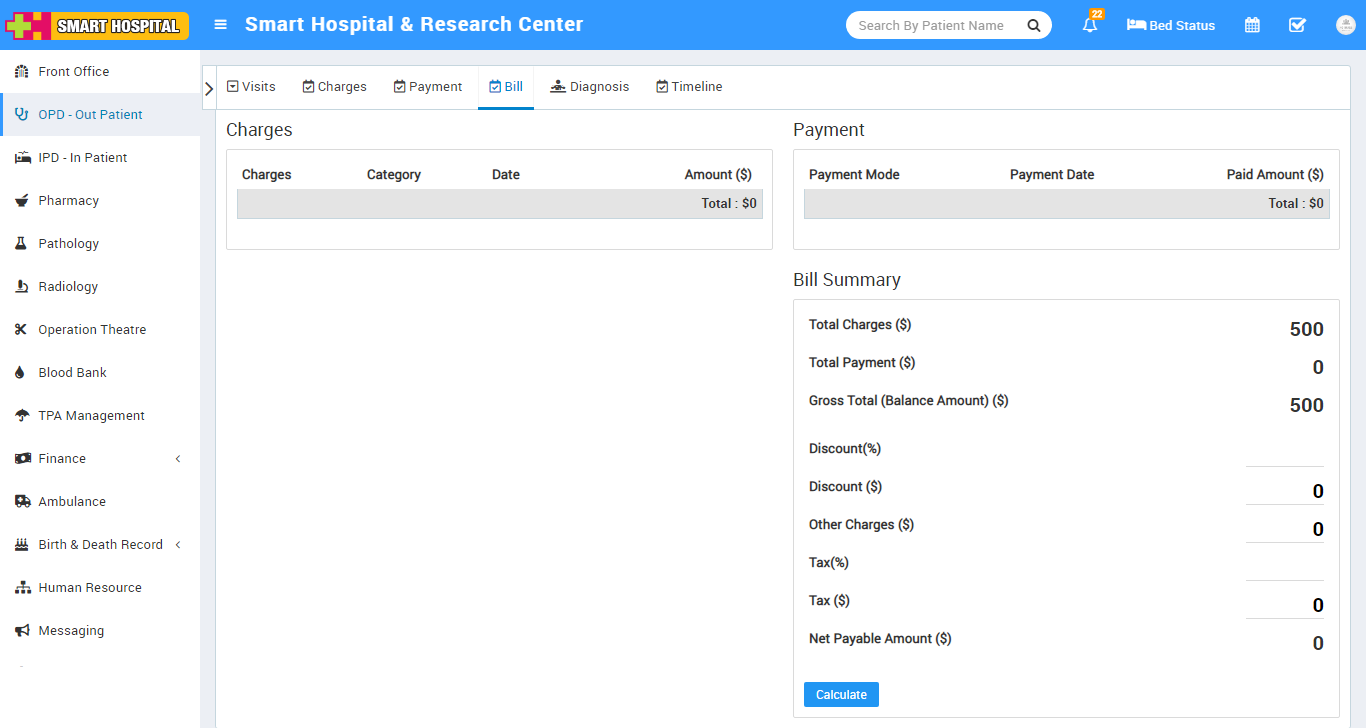 SMART HOSPITAL
Smart Hospital & Research Center
Search By Patient Name
22
Bed Status
Front Office
OPD - Out Patient
IPD - In Patient
Pharmacy
Pathology
Radiology
Operation Theatre
Blood Bank
TPA Management
Finance
Ambulance
Birth & Death Record
Human Resource
Messaging
Visits Charges Payment Bill Diagnosis Timeline
Charges
Charges Category Date Amount ($)
Total : $0
Payment
Payment Mode Payment Date Paid Amount ($)
Total : $0
Bill Summary
Total Charges ($) 500
Total Payment ($) 0
Gross Total (Balance Amount) ($) 500
Discount(%)
Discount ($) 0
Other Charges ($) 0
Tax(%)
Tax ($) 0
Net Payable Amount ($) 0
Calculate